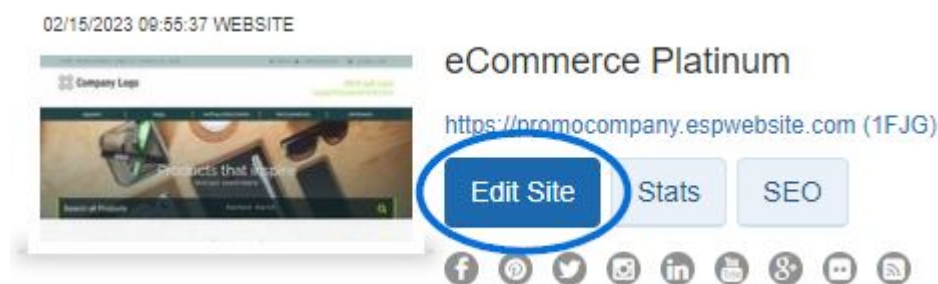 02/15/2023 09:55:37 WEBSITE
eCommerce Platinum
https://promocompany.espwebsite.com (1FJG)
Edit Site
Stats
SEO
Company Logo
Products that inspire
Search all Products